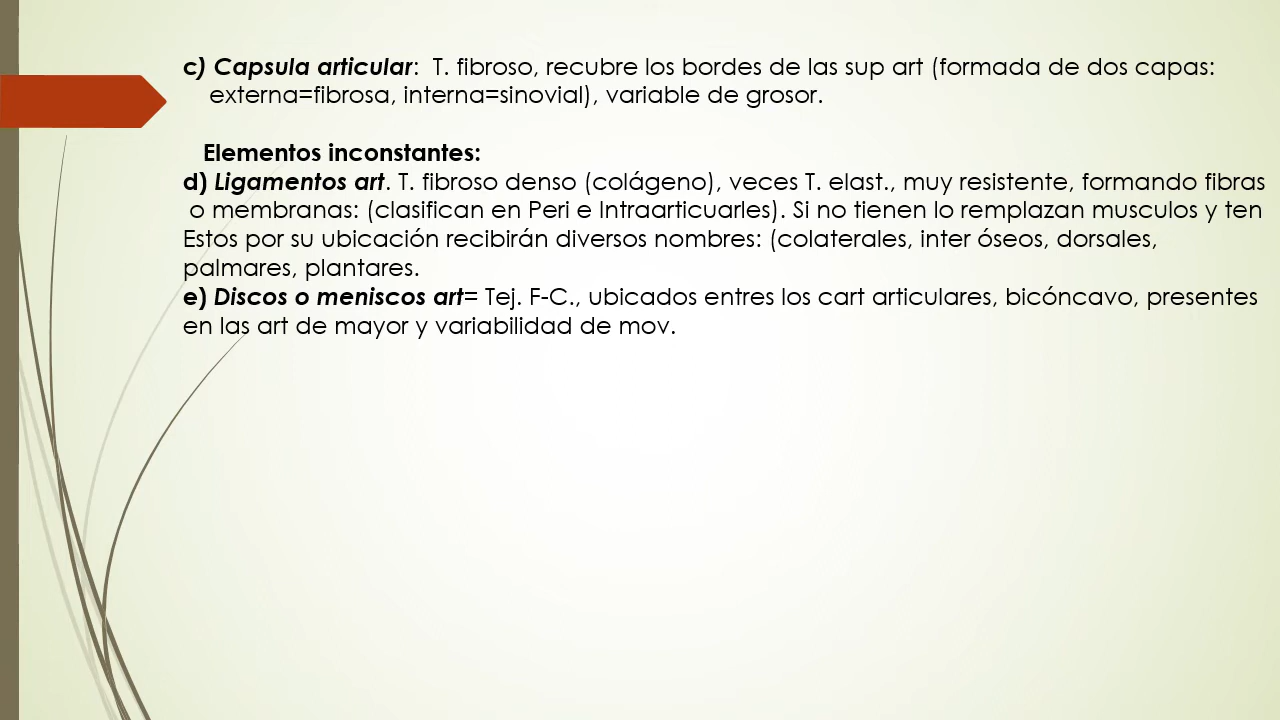 c) Capsula articular:  T. fibroso, recubre los bordes de las sup art (formada de dos capas:
externa=fibrosa, interna=sinovial), variable de grosor.
Elementos inconstantes:
d) Ligamentos art. T. fibroso denso (colágeno), veces T. elast., muy resistente, formando fibras
o membranas: (clasifican en Peri e Intraarticuarles). Si no tienen lo remplazan musculos y ten
Estos por su ubicación recibirán diversos nombres: (colaterales, inter óseos, dorsales,
palmares, plantares.
e) Discos o meniscos art= Tej. F-C., ubicados entres los cart articulares, bicóncavo, presentes
en las art de mayor y variabilidad de mov.